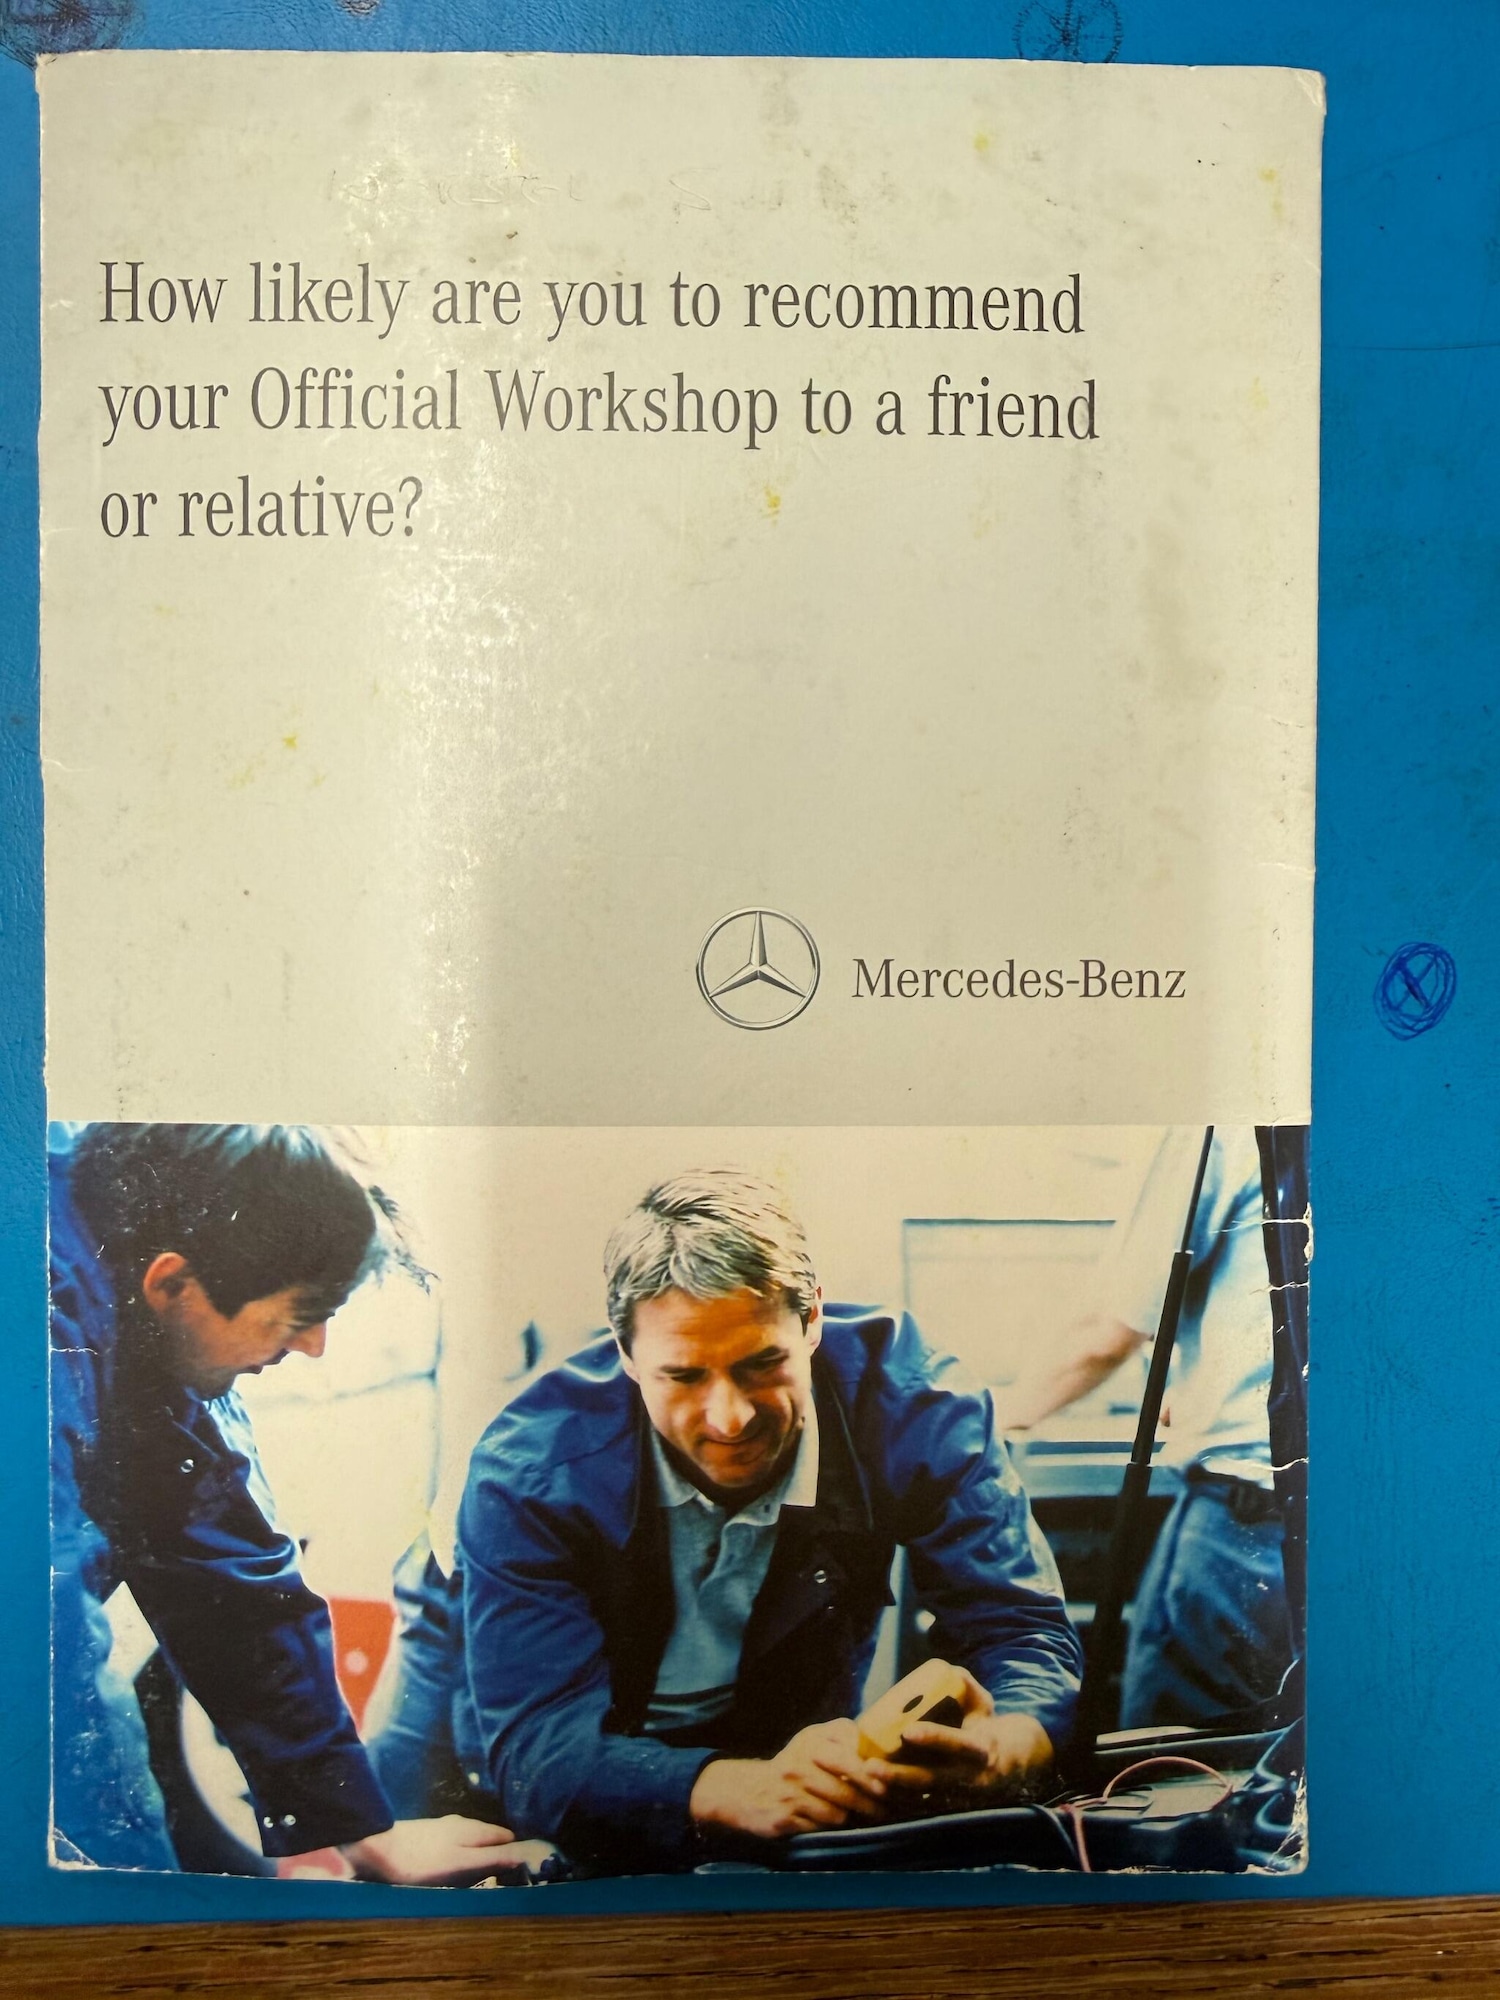 How likely are you to recommend
your Official Workshop to a friend
or relative?
Mercedes-Benz